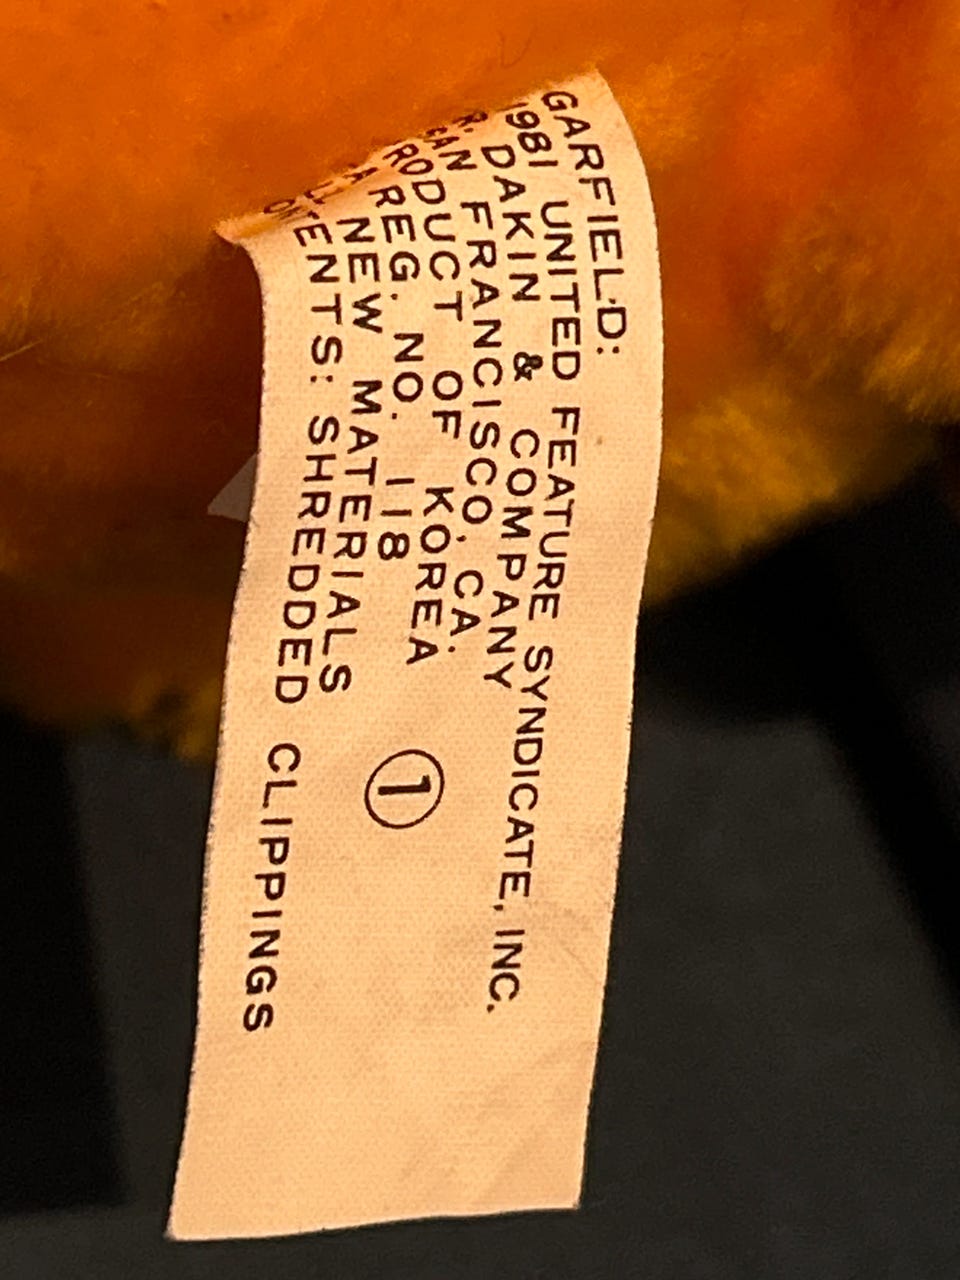 GARFIELD:
1981 UNITED FEATURE SYNDICATE, INC.
R. DAKIN & COMPANY
SAN FRANCISCO, CA.
PRODUCT OF KOREA
REG. NO. 118
NEW MATERIALS
CONTENTS: SHREDDED CLIPPINGS
1